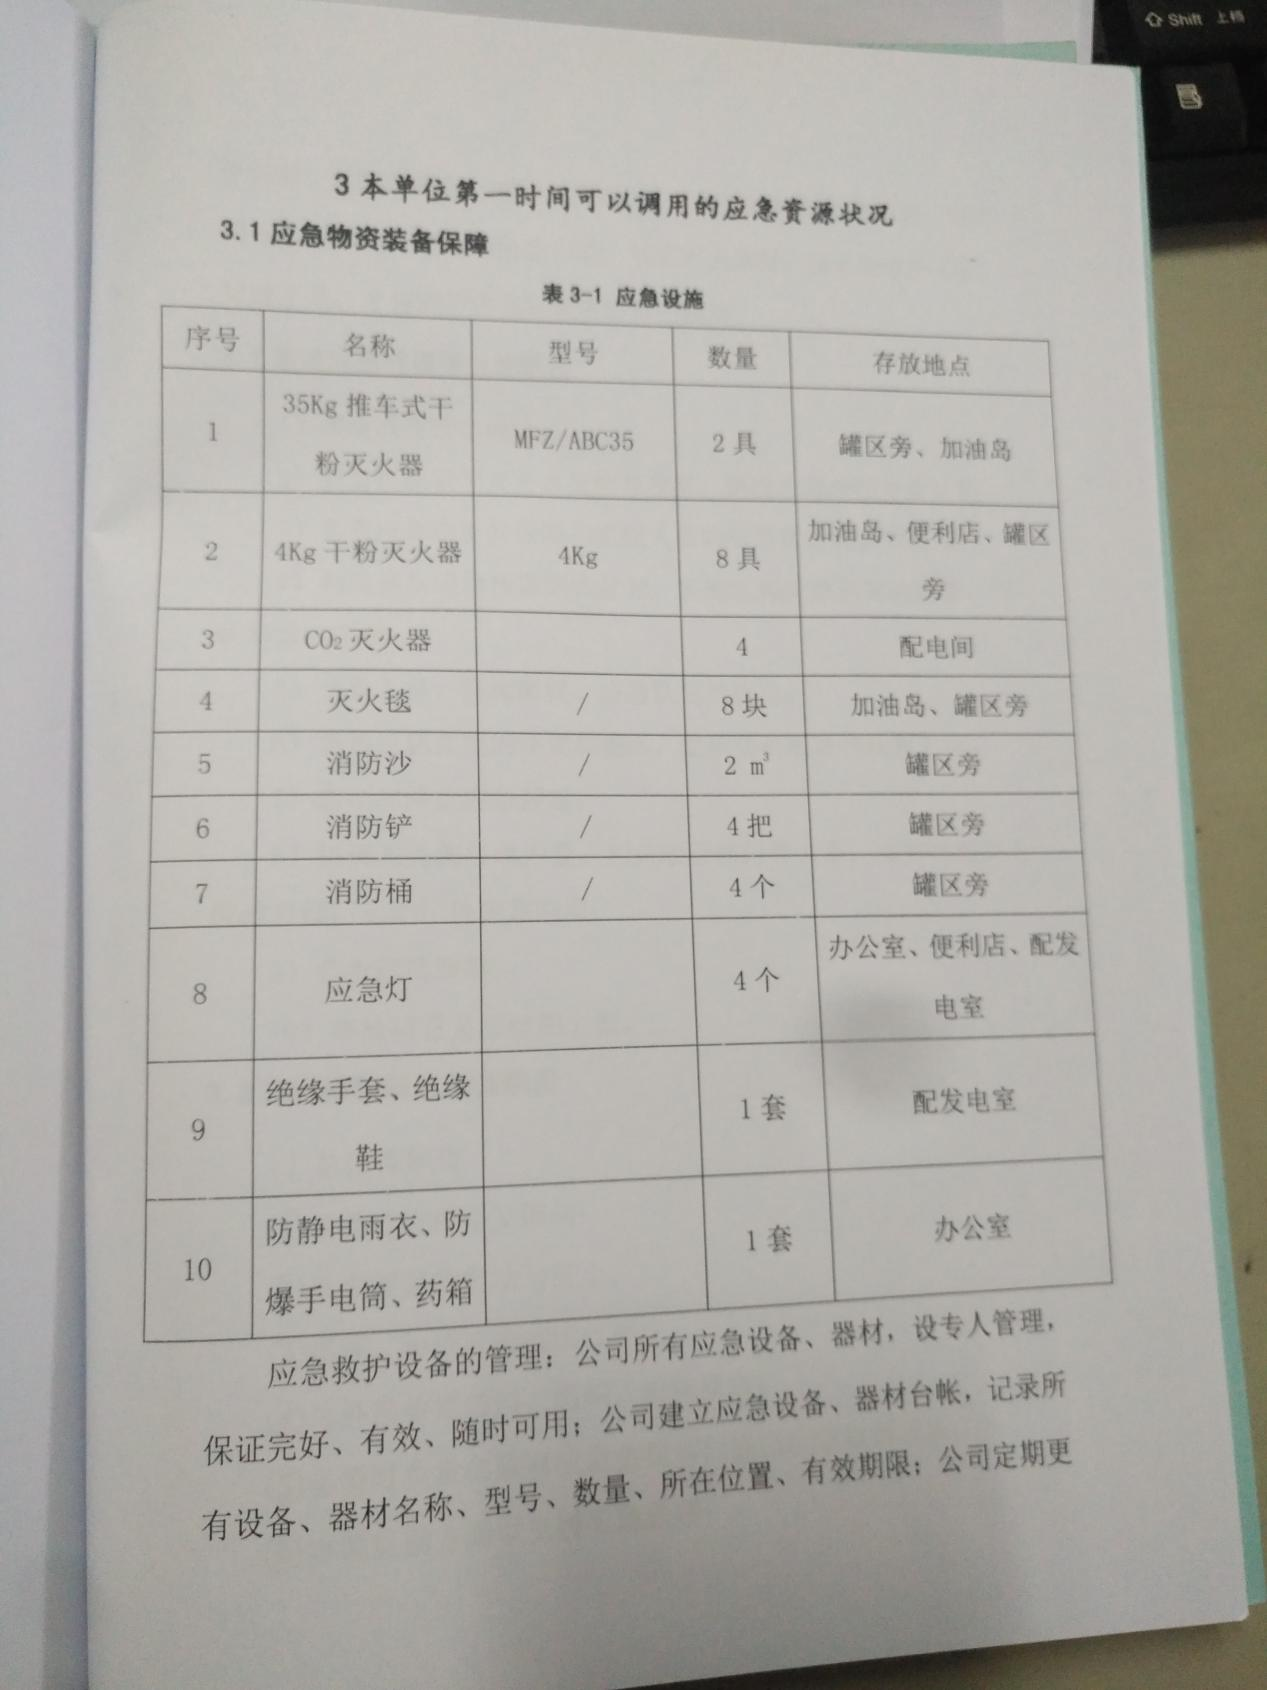 Shift 上档
3 本单位第一时间可以调用的应急资源状况
3.1 应急物资装备保障
表 3-1 应急设施
序号 名称 型号 数量 存放地点
1 35Kg 推车式干 MFZ/ABC35 2 具 罐区旁、加油岛
粉灭火器
2 4Kg 干粉灭火器 4Kg 8 具 加油岛、便利店、罐区
旁
3 CO₂ 灭火器 4 配电间
4 灭火毯 / 8 块 加油岛、罐区旁
5 消防沙 / 2 m³ 罐区旁
6 消防铲 / 4 把 罐区旁
7 消防桶 / 4 个 罐区旁
8 应急灯 4 个 办公室、便利店、配发
电室
9 绝缘手套、绝缘 1 套 配发电室
鞋
10 防静电雨衣、防 1 套 办公室
爆手电筒、药箱
应急救护设备的管理：公司所有应急设备、器材，设专人管理，
保证完好、有效、随时可用；公司建立应急设备、器材台帐，记录所
有设备、器材名称、型号、数量、所在位置、有效期限；公司定期更